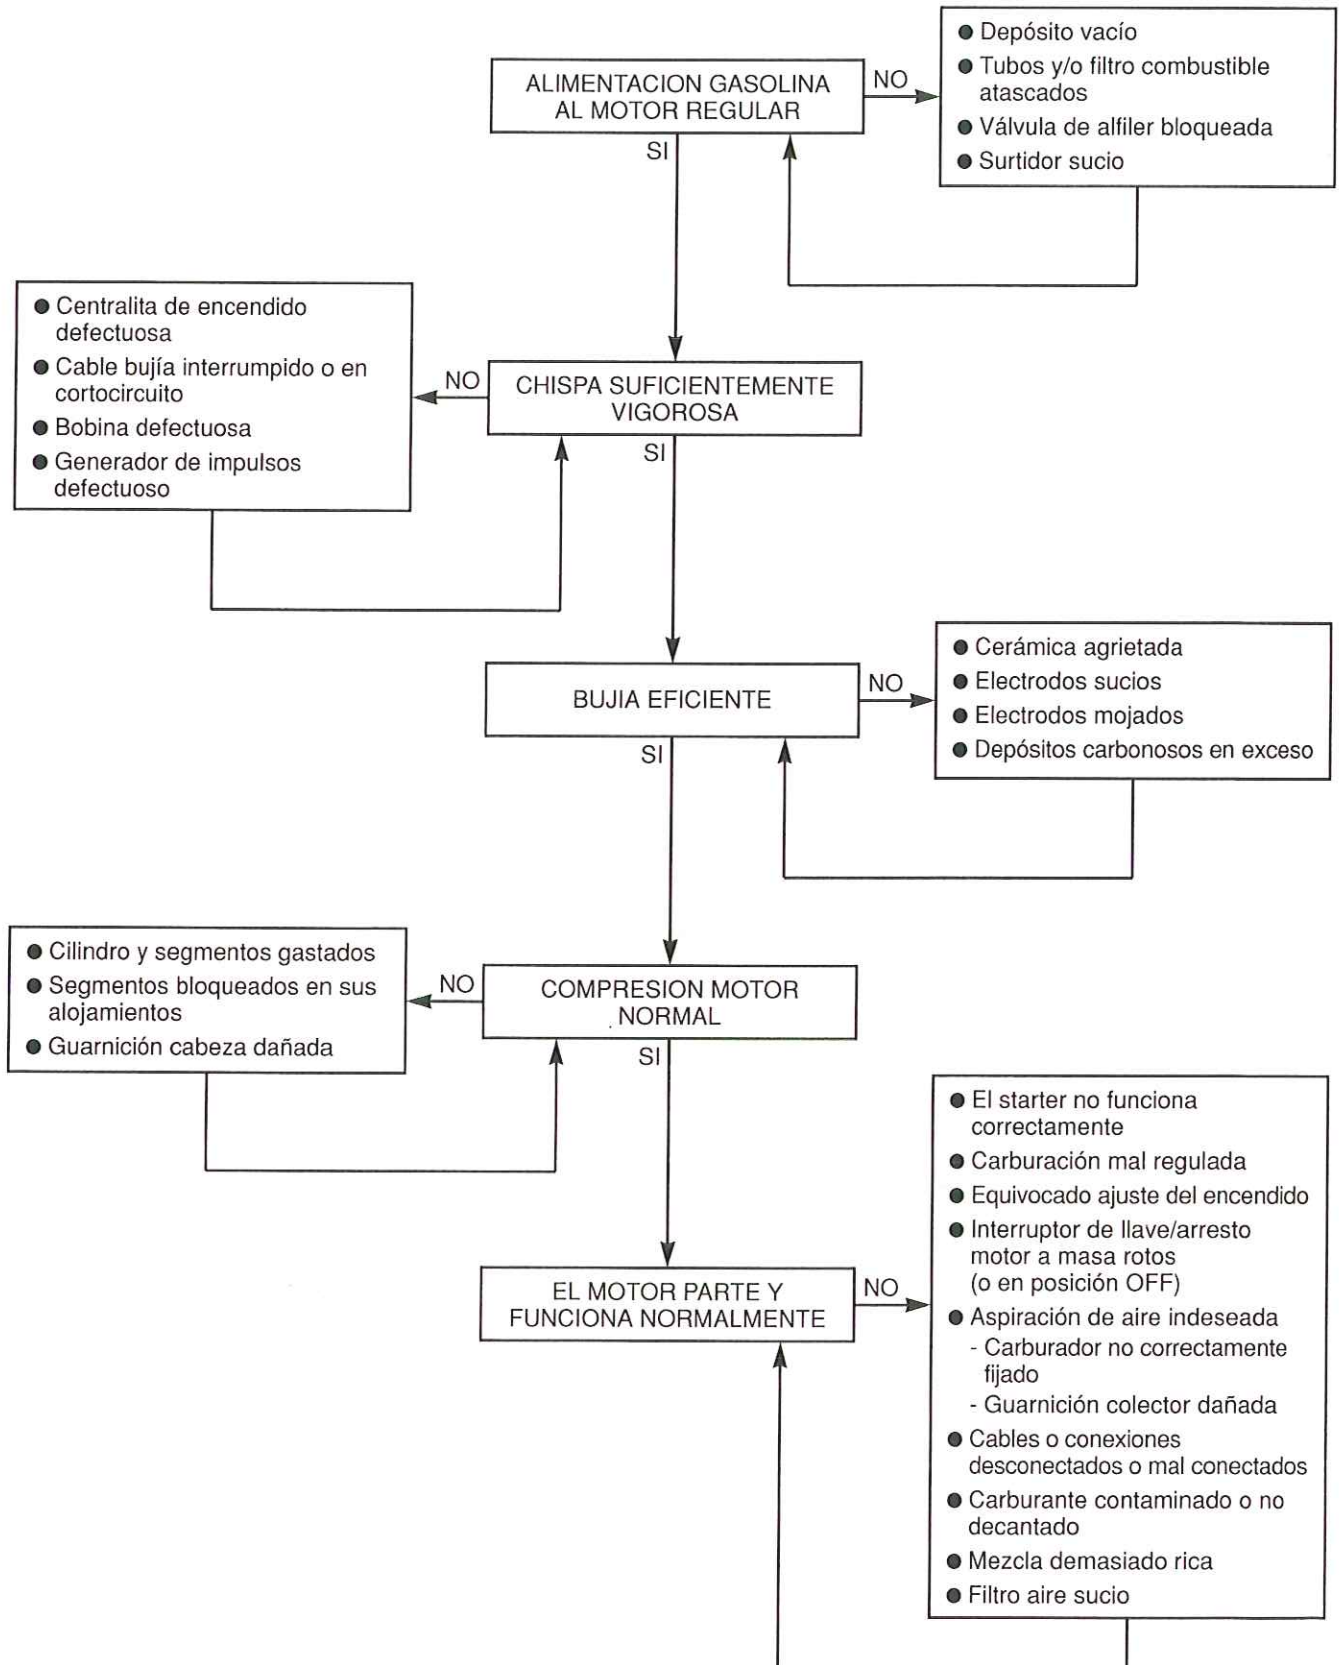 ALIMENTACION GASOLINA
AL MOTOR REGULAR
NO
● Depósito vacío
● Tubos y/o filtro combustible
atascados
● Válvula de alfiler bloqueada
● Surtidor sucio
SI
CHISPA SUFICIENTEMENTE
VIGOROSA
NO
● Centralita de encendido
defectuosa
● Cable bujía interrumpido o en
cortocircuito
● Bobina defectuosa
● Generador de impulsos
defectuoso
SI
BUJIA EFICIENTE
NO
● Cerámica agrietada
● Electrodos sucios
● Electrodos mojados
● Depósitos carbonosos en exceso
SI
COMPRESION MOTOR
NORMAL
NO
● Cilindro y segmentos gastados
● Segmentos bloqueados en sus
alojamientos
● Guarnición cabeza dañada
SI
EL MOTOR PARTE Y
FUNCIONA NORMALMENTE
NO
● El starter no funciona
correctamente
● Carburación mal regulada
● Equivocado ajuste del encendido
● Interruptor de llave/arresto
motor a masa rotos
(o en posición OFF)
● Aspiración de aire indeseada
- Carburador no correctamente
fijado
- Guarnición colector dañada
● Cables o conexiones
desconectados o mal conectados
● Carburante contaminado o no
decantado
● Mezcla demasiado rica
● Filtro aire sucio